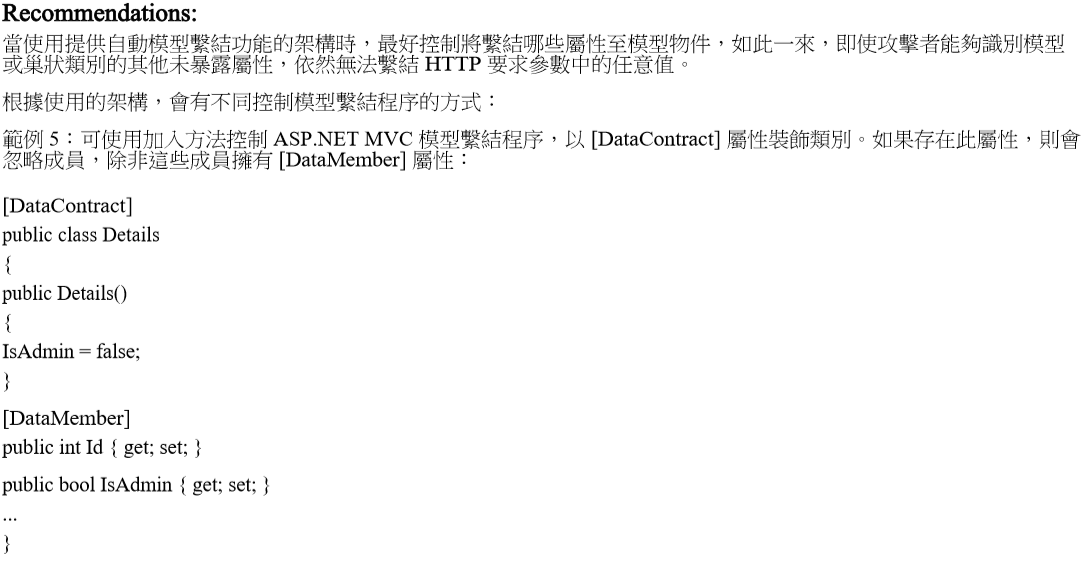 Recommendations:
當使用提供自動模型繫結功能的架構時，最好控制將繫結哪些屬性至模型物件，如此一來，即使攻擊者能夠識別模型
或巢狀類別的其他未暴露屬性，依然無法繫結 HTTP 要求參數中的任意值。
根據使用的架構，會有不同控制模型繫結程序的方式：
範例 5：可使用加入方法控制 ASP.NET MVC 模型繫結程序，以 [DataContract] 屬性裝飾類別。如果存在此屬性，則會
忽略成員，除非這些成員擁有 [DataMember] 屬性：
[DataContract]
public class Details
{
public Details()
{
IsAdmin = false;
}
[DataMember]
public int Id { get; set; }
public bool IsAdmin { get; set; }
...
}